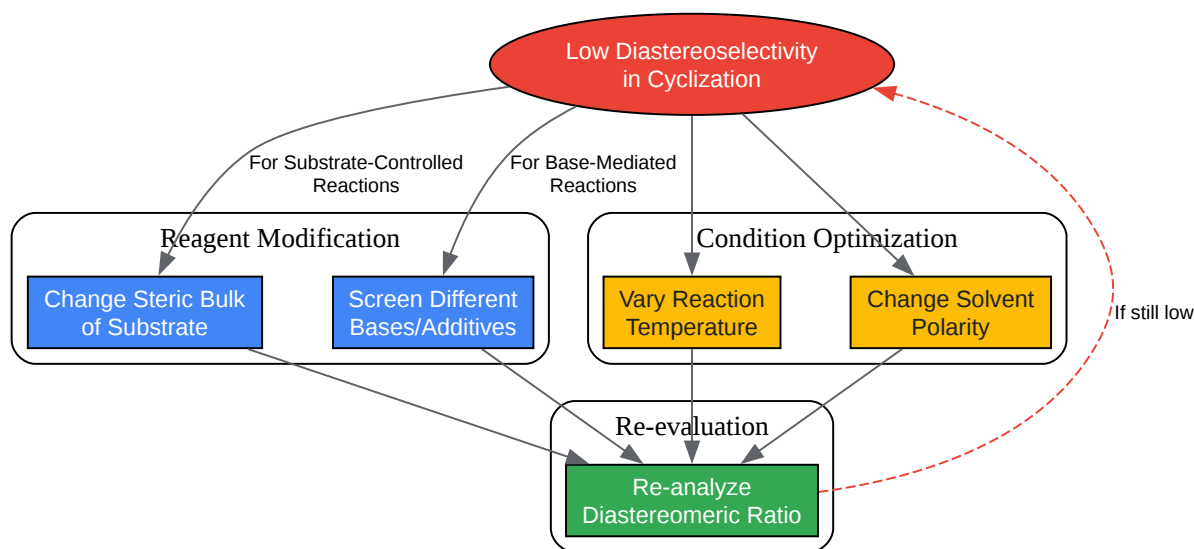 Low Diastereoselectivity
in Cyclization
For Substrate-Controlled
Reactions
For Base-Mediated
Reactions
Reagent Modification
Condition Optimization
Change Steric Bulk
of Substrate
Screen Different
Bases/Additives
Vary Reaction
Temperature
Change Solvent
Polarity
If still low
Re-evaluation
Re-analyze
Diastereomeric Ratio